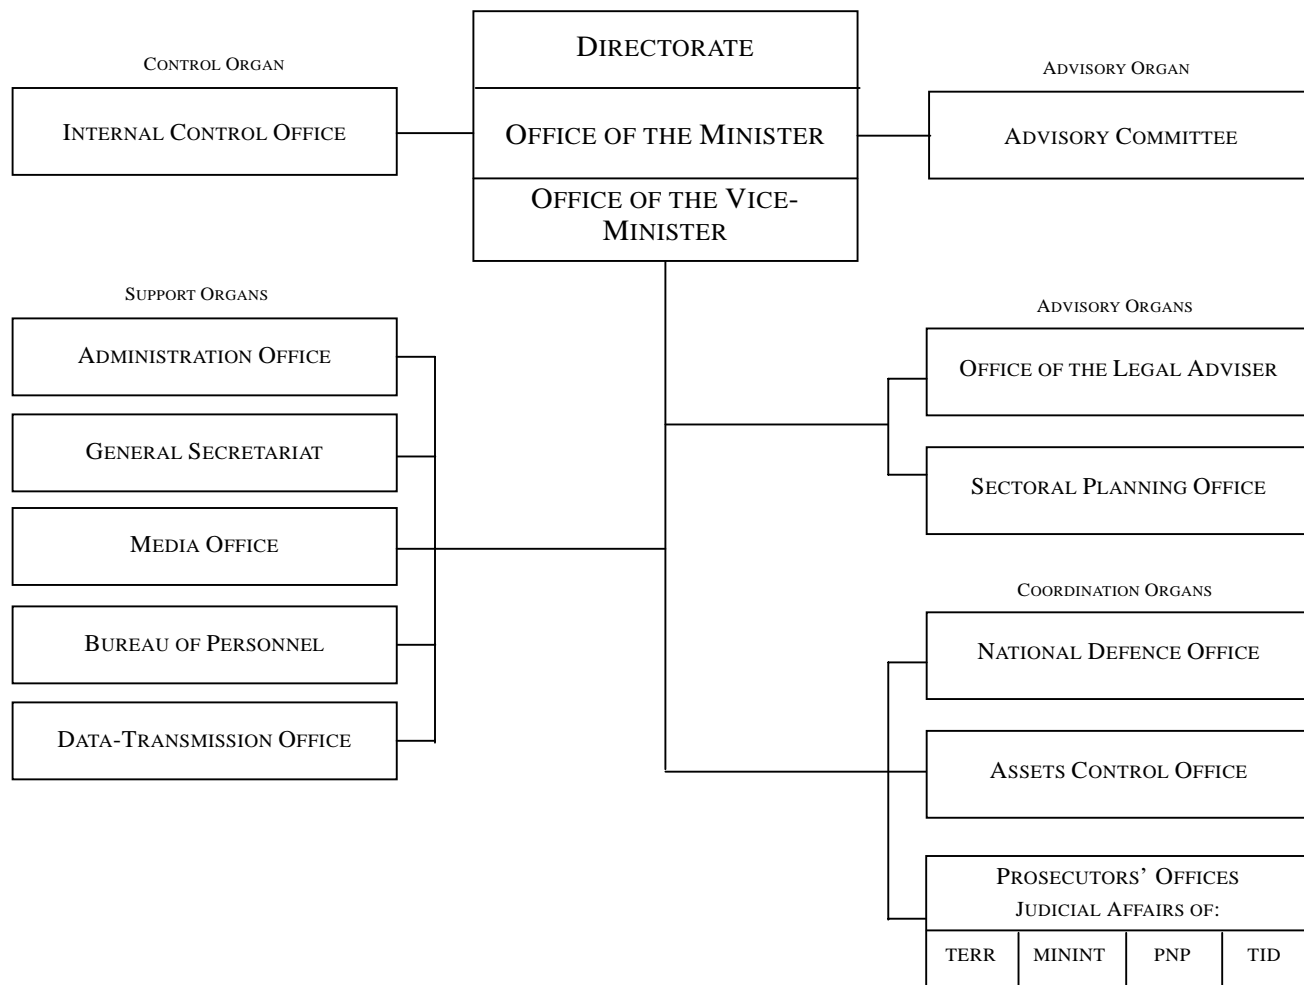 DIRECTORATE
CONTROL ORGAN
ADVISORY ORGAN
INTERNAL CONTROL OFFICE
OFFICE OF THE MINISTER
ADVISORY COMMITTEE
OFFICE OF THE VICE-
MINISTER
SUPPORT ORGANS
ADMINISTRATION OFFICE
GENERAL SECRETARIAT
MEDIA OFFICE
BUREAU OF PERSONNEL
DATA-TRANSMISSION OFFICE
ADVISORY ORGANS
OFFICE OF THE LEGAL ADVISER
SECTORAL PLANNING OFFICE
COORDINATION ORGANS
NATIONAL DEFENCE OFFICE
ASSETS CONTROL OFFICE
PROSECUTORS’ OFFICES
JUDICIAL AFFAIRS OF:
TERR MININT PNP TID